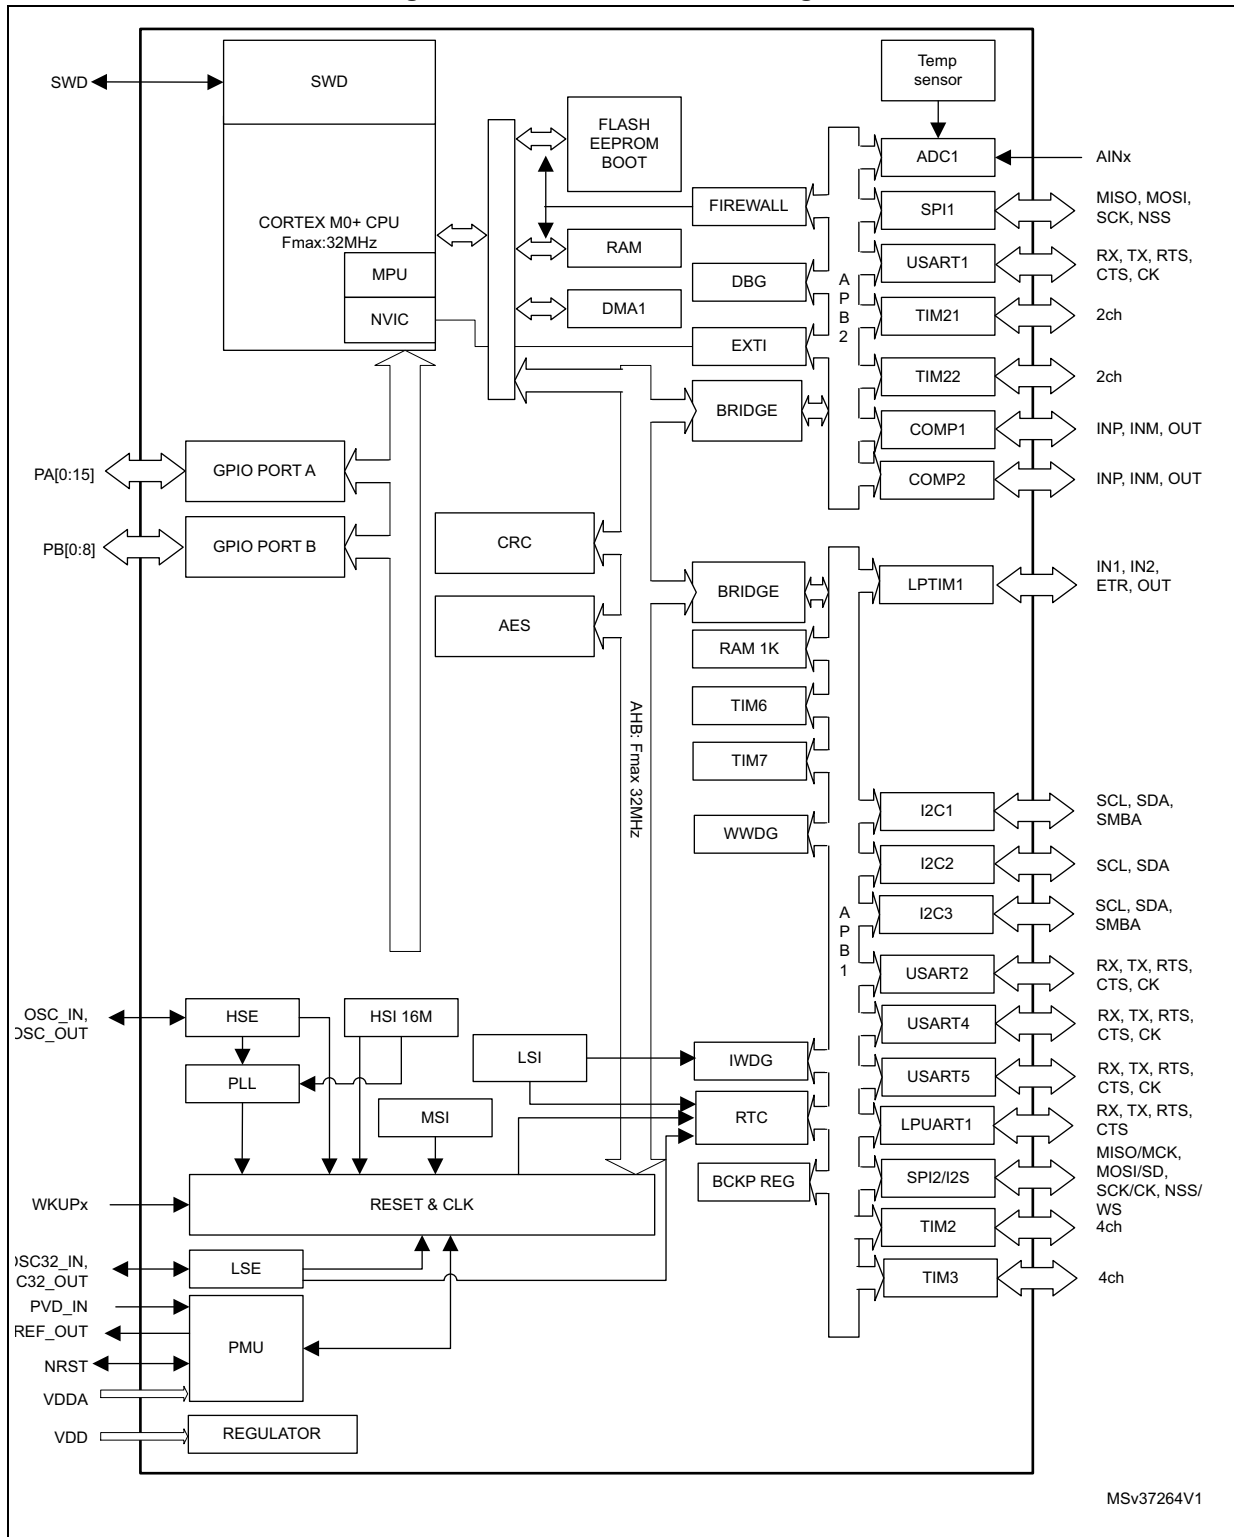 SWD
SWD
Temp
sensor
FLASH
EEPROM
BOOT
ADC1
AINx
FIREWALL
SPI1
MISO, MOSI,
SCK, NSS
CORTEX M0+ CPU
Fmax:32MHz
RAM
USART1
RX, TX, RTS,
CTS, CK
MPU
DBG
A
P
B
2
NVIC
DMA1
TIM21
2ch
EXTI
TIM22
2ch
BRIDGE
COMP1
INP, INM, OUT
PA[0:15]
GPIO PORT A
COMP2
INP, INM, OUT
PB[0:8]
GPIO PORT B
CRC
BRIDGE
LPTIM1
IN1, IN2,
ETR, OUT
AES
RAM 1K
AHB: Fmax 32MHz
TIM6
TIM7
WWDG
I2C1
SCL, SDA,
SMBA
I2C2
SCL, SDA
A
P
B
1
I2C3
SCL, SDA,
SMBA
USART2
RX, TX, RTS,
CTS, CK
OSC_IN,
OSC_OUT
HSE
HSI 16M
USART4
RX, TX, RTS,
CTS, CK
LSI
IWDG
PLL
USART5
RX, TX, RTS,
CTS, CK
MSI
RTC
LPUART1
RX, TX, RTS,
CTS
BCKP REG
SPI2/I2S
MISO/MCK,
MOSI/SD,
SCK/CK, NSS/
WS
WKUPx
RESET & CLK
TIM2
4ch
OSC32_IN,
C32_OUT
LSE
TIM3
4ch
PVD_IN
REF_OUT
PMU
NRST
VDDA
VDD
REGULATOR
MSv37264V1